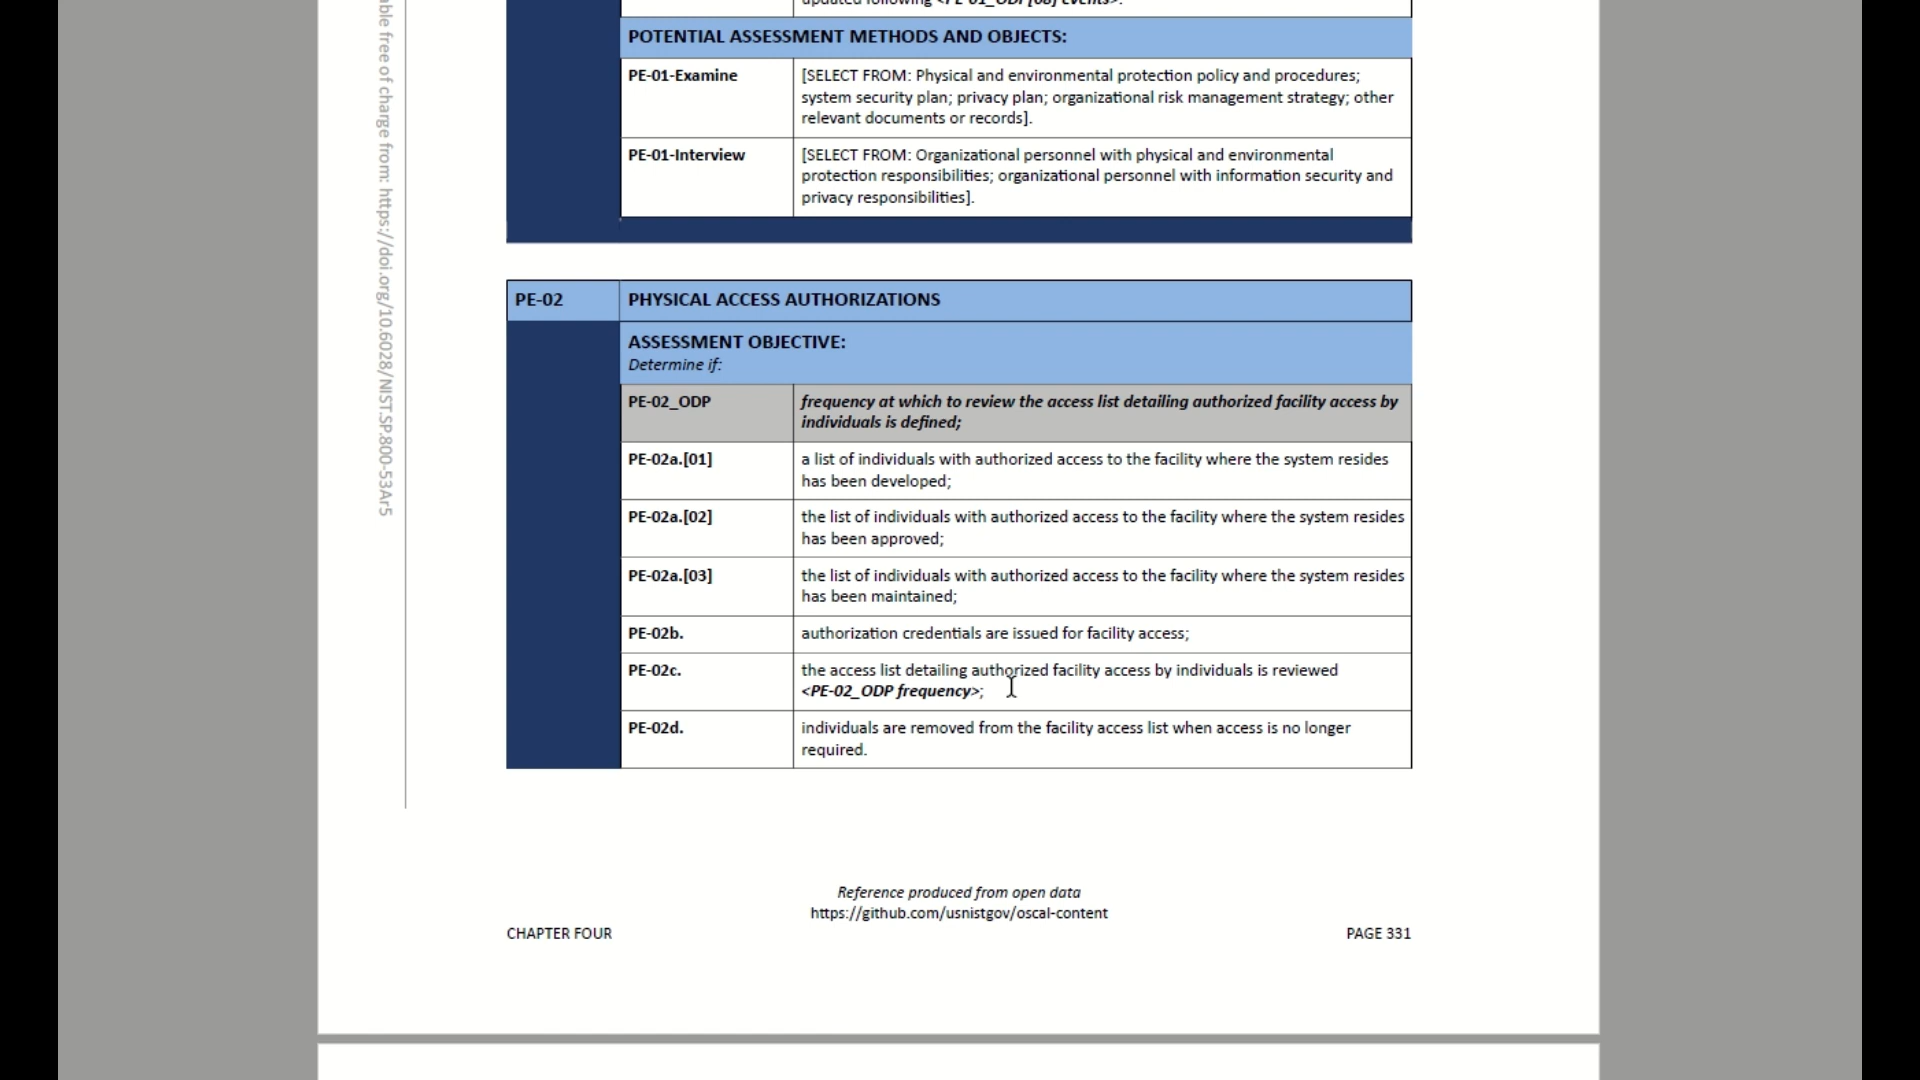 able free of charge from: https://doi.org/10.6028/NIST.SP.800-53Ar5
updated following <PE-01_ODP[08] events>.
POTENTIAL ASSESSMENT METHODS AND OBJECTS:
PE-01-Examine
[SELECT FROM: Physical and environmental protection policy and procedures;
system security plan; privacy plan; organizational risk management strategy; other
relevant documents or records].
PE-01-Interview
[SELECT FROM: Organizational personnel with physical and environmental
protection responsibilities; organizational personnel with information security and
privacy responsibilities].
PE-02
PHYSICAL ACCESS AUTHORIZATIONS
ASSESSMENT OBJECTIVE:
Determine if:
PE-02_ODP
frequency at which to review the access list detailing authorized facility access by
individuals is defined;
PE-02a.[01]
a list of individuals with authorized access to the facility where the system resides
has been developed;
PE-02a.[02]
the list of individuals with authorized access to the facility where the system resides
has been approved;
PE-02a.[03]
the list of individuals with authorized access to the facility where the system resides
has been maintained;
PE-02b.
authorization credentials are issued for facility access;
PE-02c.
the access list detailing authorized facility access by individuals is reviewed
<PE-02_ODP frequency>;
PE-02d.
individuals are removed from the facility access list when access is no longer
required.
Reference produced from open data
https://github.com/usnistgov/oscal-content
CHAPTER FOUR
PAGE 331